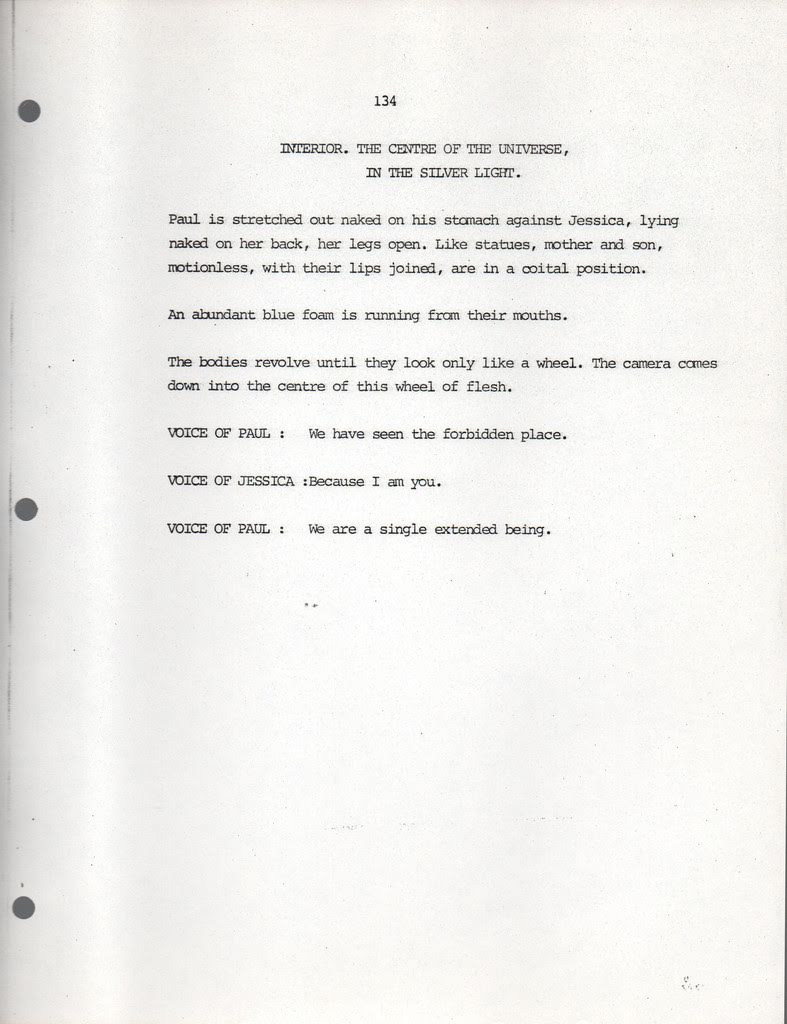 134
INTERIOR. THE CENTRE OF THE UNIVERSE,
IN THE SILVER LIGHT.
Paul is stretched out naked on his stomach against Jessica, lying
naked on her back, her legs open. Like statues, mother and son,
motionless, with their lips joined, are in a coital position.
An abundant blue foam is running from their mouths.
The bodies revolve until they look only like a wheel. The camera comes
down into the centre of this wheel of flesh.
VOICE OF PAUL : We have seen the forbidden place.
VOICE OF JESSICA :Because I am you.
VOICE OF PAUL : We are a single extended being.